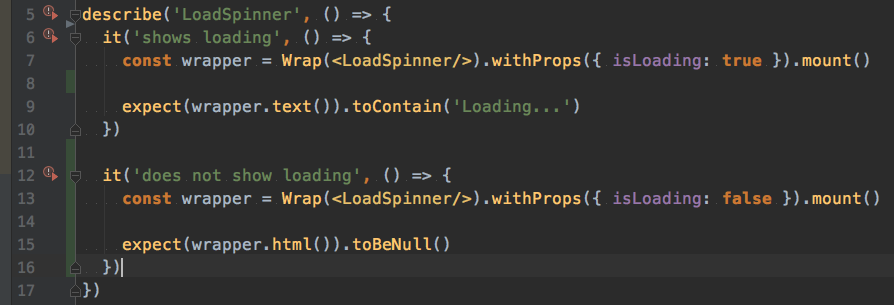 5 describe('LoadSpinner', () => {
6 it('shows loading', () => {
7 const wrapper = Wrap(<LoadSpinner/>).withProps({ isLoading: true }).mount()
8
9 expect(wrapper.text()).toContain('Loading...')
10 })
11
12 it('does not show loading', () => {
13 const wrapper = Wrap(<LoadSpinner/>).withProps({ isLoading: false }).mount()
14
15 expect(wrapper.html()).toBeNull()
16 })
17 })